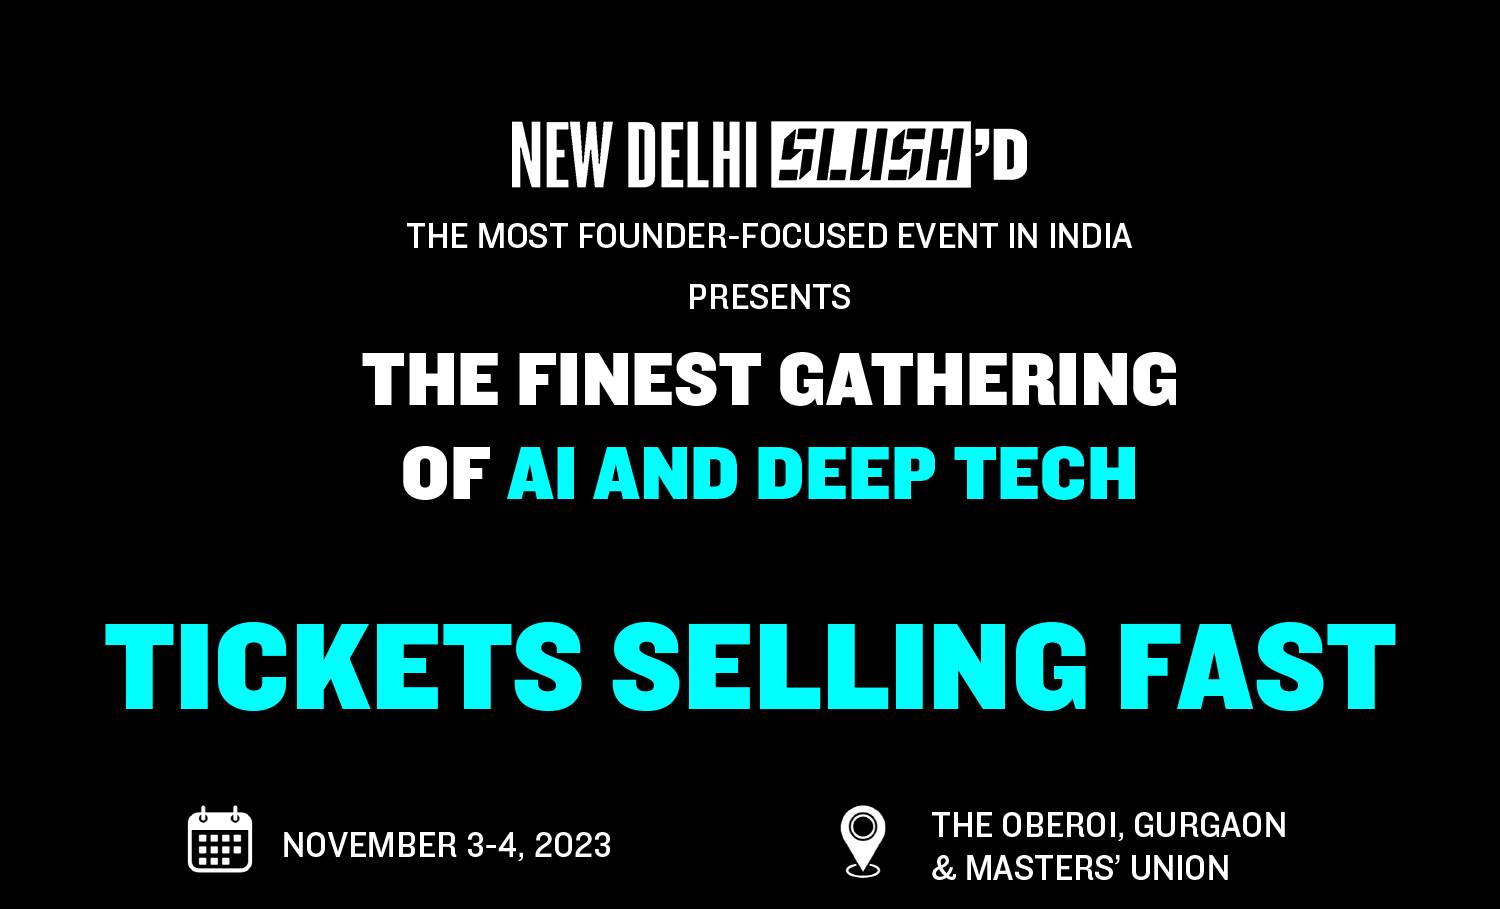 NEW DELHI SLUSH'D
THE MOST FOUNDER-FOCUSED EVENT IN INDIA
PRESENTS
THE FINEST GATHERING
OF AI AND DEEP TECH
TICKETS SELLING FAST
NOVEMBER 3-4, 2023
THE OBEROI, GURGAON
& MASTERS’ UNION